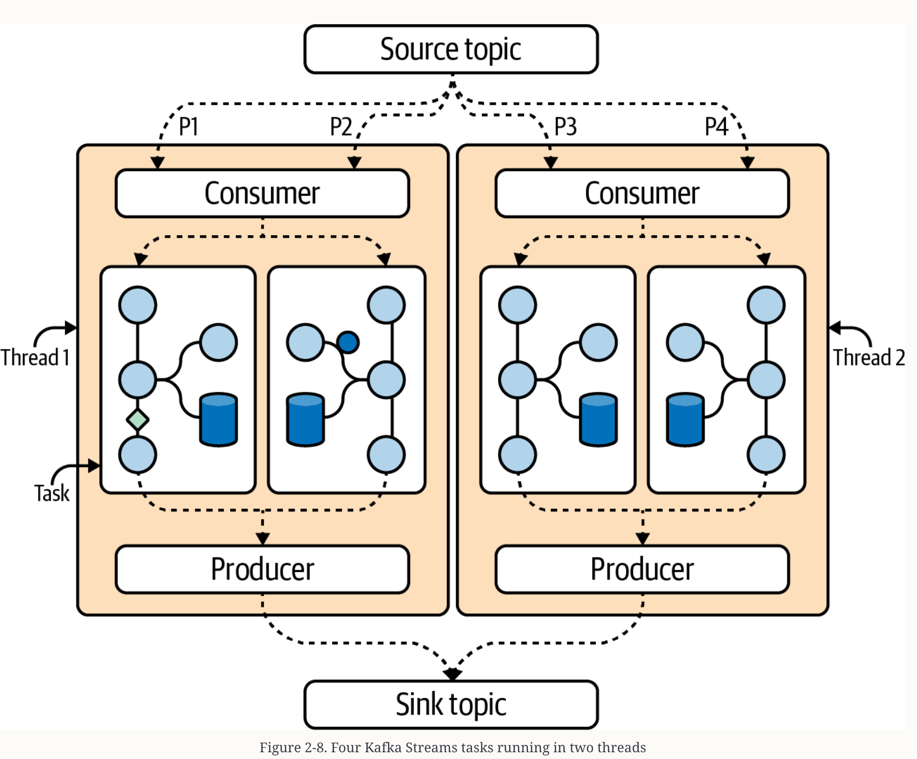 Source topic
P1
P2
P3
P4
Consumer
Consumer
Thread 1
Thread 2
Task
Producer
Producer
Sink topic
Figure 2-8. Four Kafka Streams tasks running in two threads